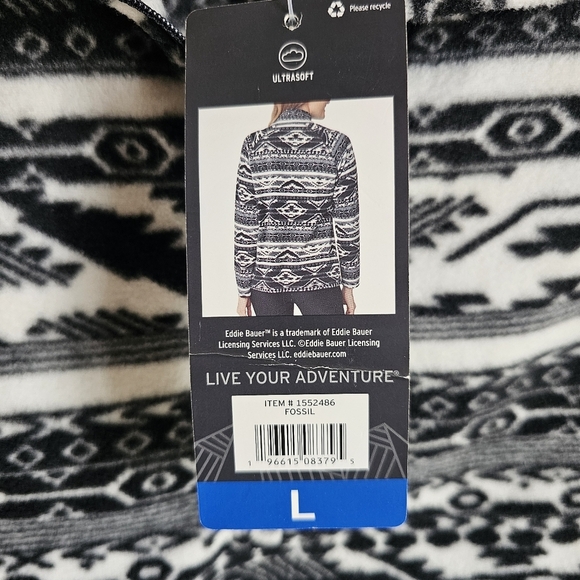 Please recycle
ULTRASOFT
Eddie Bauer™ is a trademark of Eddie Bauer
Licensing Services LLC. ©Eddie Bauer Licensing
Services LLC. eddiebauer.com
LIVE YOUR ADVENTURE®
ITEM # 1552486
FOSSIL
1 96615 08379 5
L